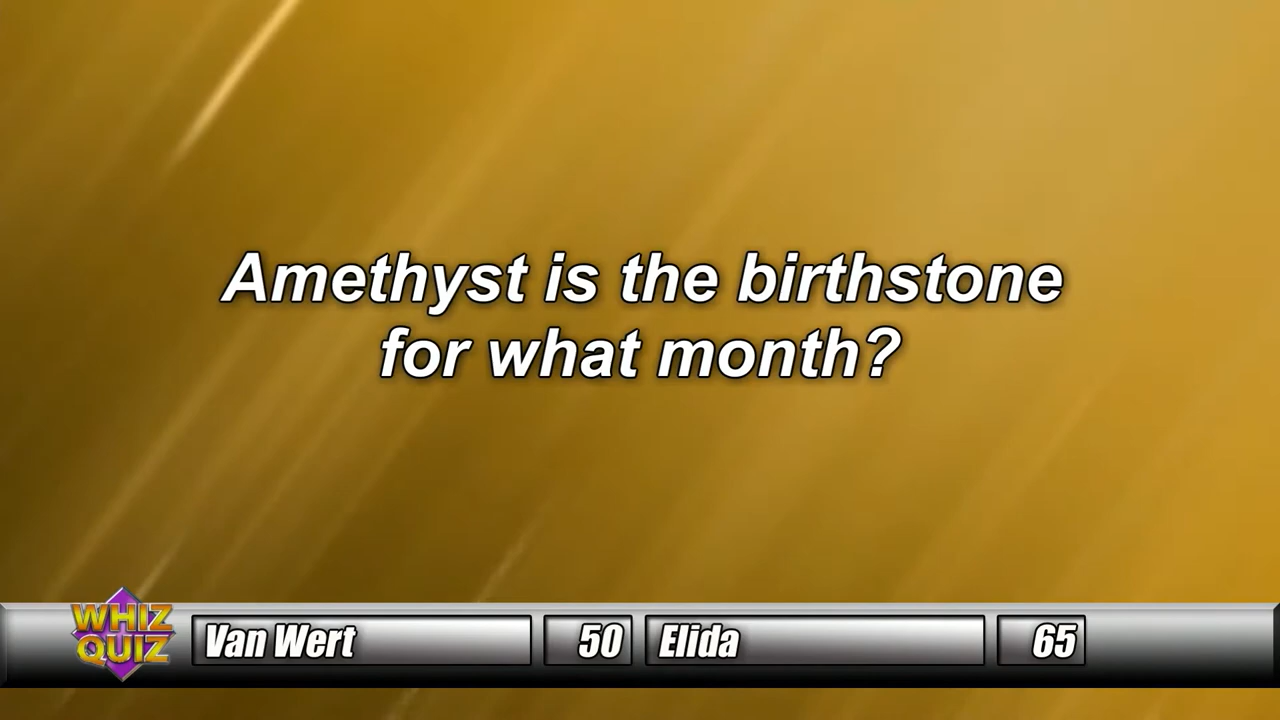 Amethyst is the birthstone
for what month?
WHIZ
QUIZ
Van Wert
50
Elida
65